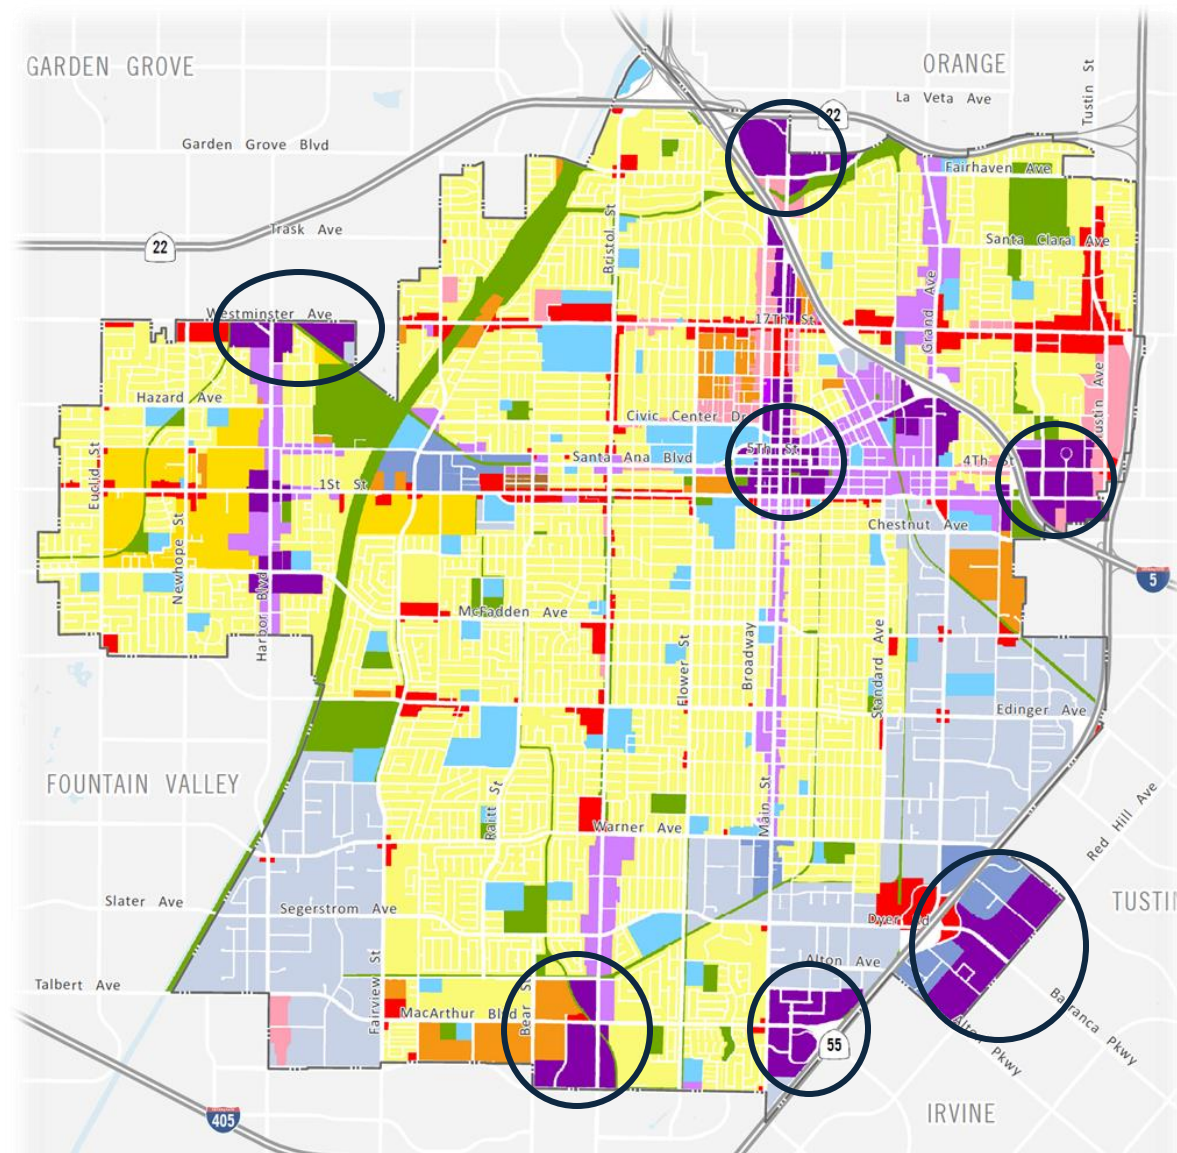 GARDEN GROVE
ORANGE
Tustin St
La Veta Ave
22
Garden Grove Blvd
Fairhaven Ave
Trask Ave
22
Bristol St
Santa Clara Ave
Westminster Ave
17Th St
Grand Ave
Hazard Ave
Tustin Ave
Civic Center Dr
Euclid St
Santa Ana Blvd
5Th St
4Th St
1St St
Newhope St
Chestnut Ave
5
Harbor Blvd
McFadden Ave
Flower St
Broadway
Standard Ave
Edinger Ave
FOUNTAIN VALLEY
Raitt St
Main St
Warner Ave
Red Hill Ave
Slater Ave
Segerstrom Ave
TUSTIN
Dyer Rd
Alton Ave
Talbert Ave
Fairview St
Bear St
MacArthur Blvd
Barranca Pkwy
Alton Pkwy
55
405
IRVINE